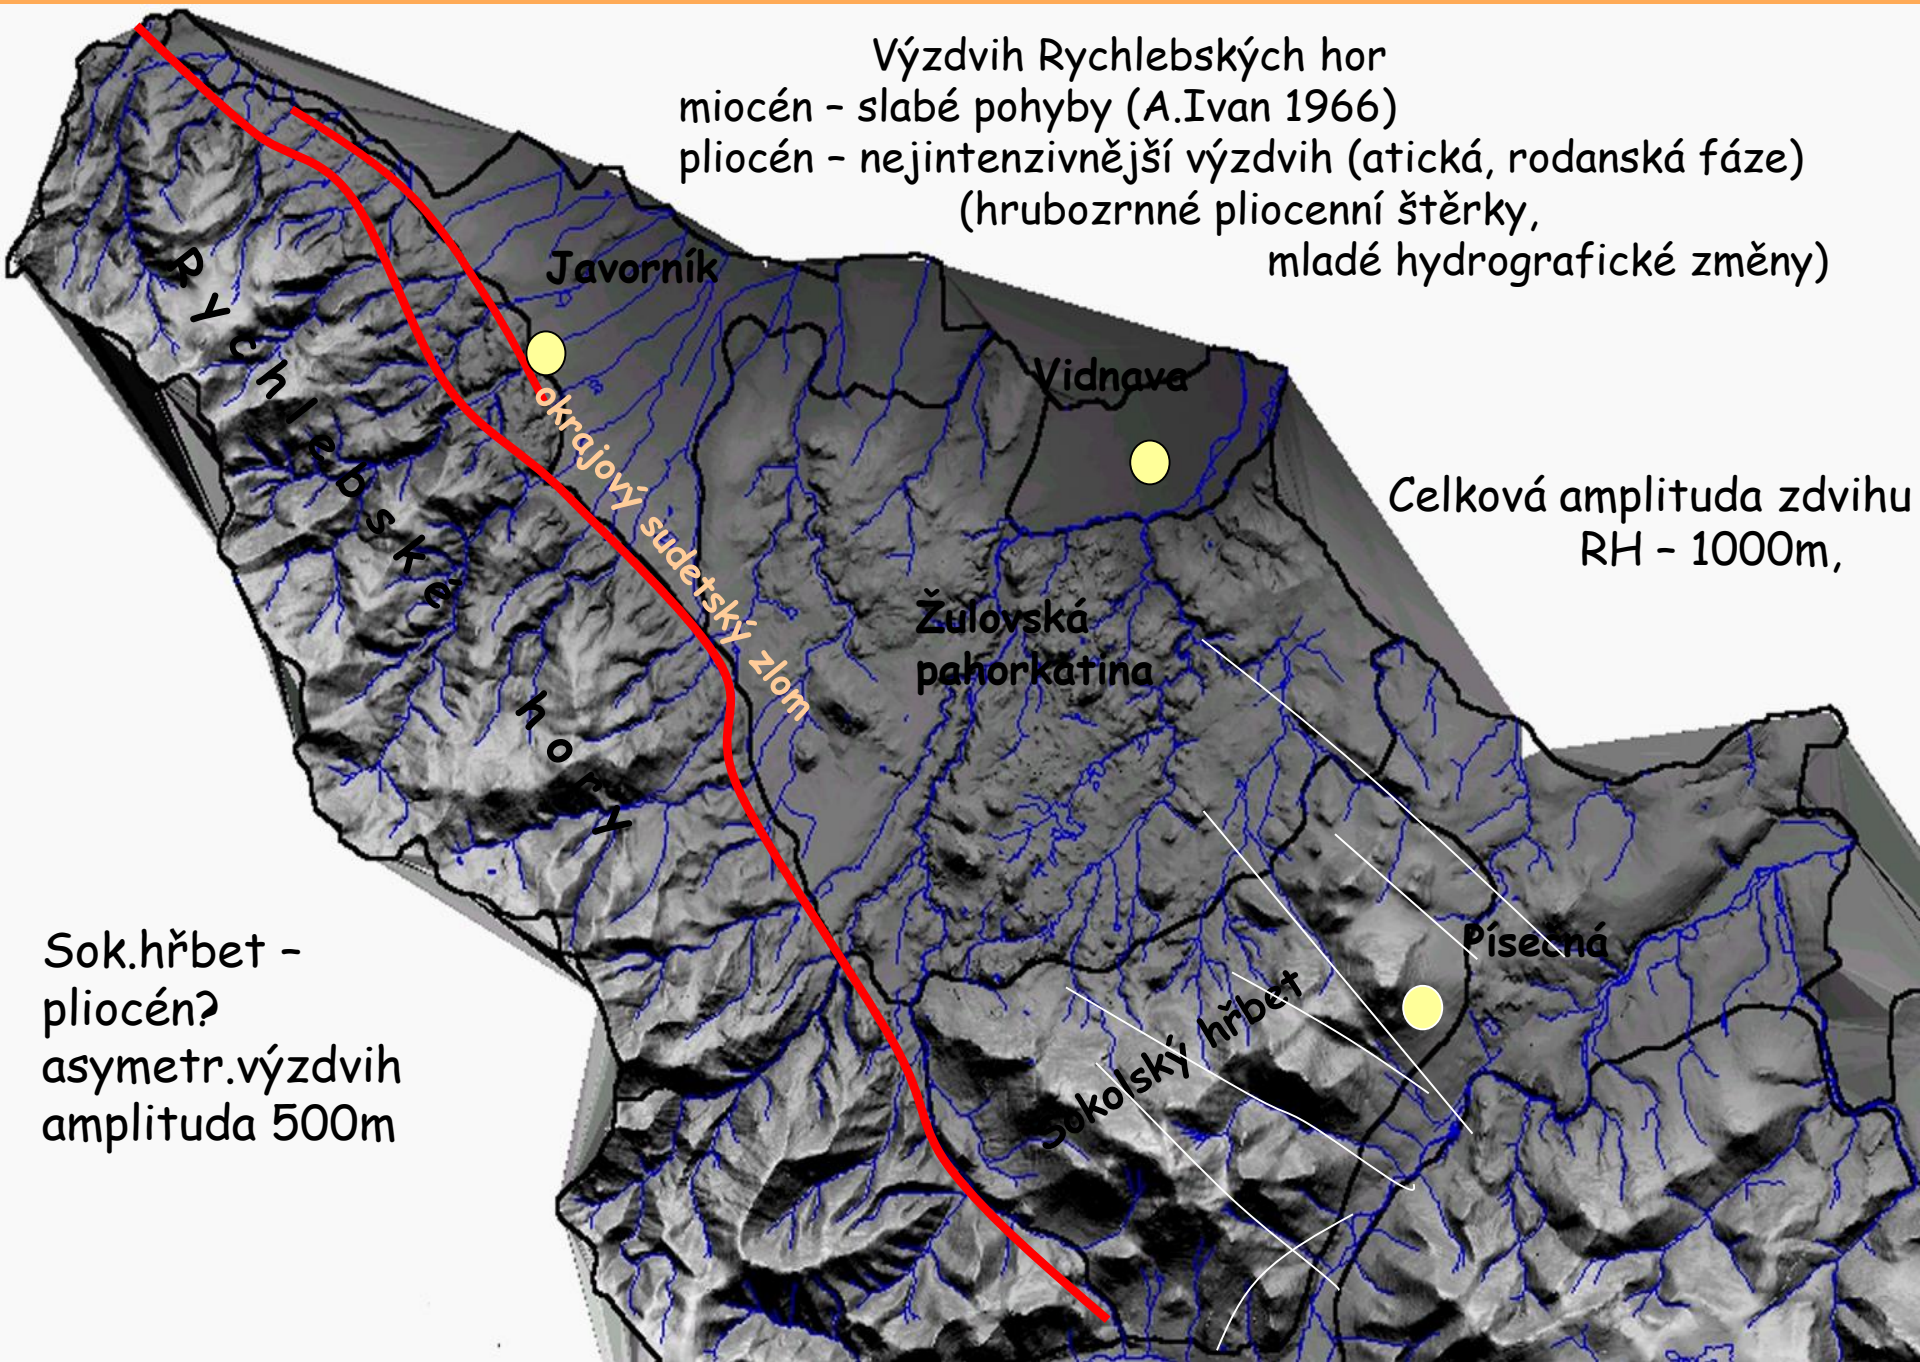 Výzdvih Rychlebských hor
miocén – slabé pohyby (A.Ivan 1966)
pliocén – nejintenzivnější výzdvih (atická, rodanská fáze)
(hrubozrnné pliocenní štěrky,
mladé hydrografické změny)
Javorník
Rychlebské hory
Vidnava
okrajový sudetský zlom
Celková amplituda zdvihu
RH – 1000m,
Žulovská
pahorkatina
Písečná
Sokolský hřbet
Sok.hřbet –
pliocén?
asymetr.výzdvih
amplituda 500m